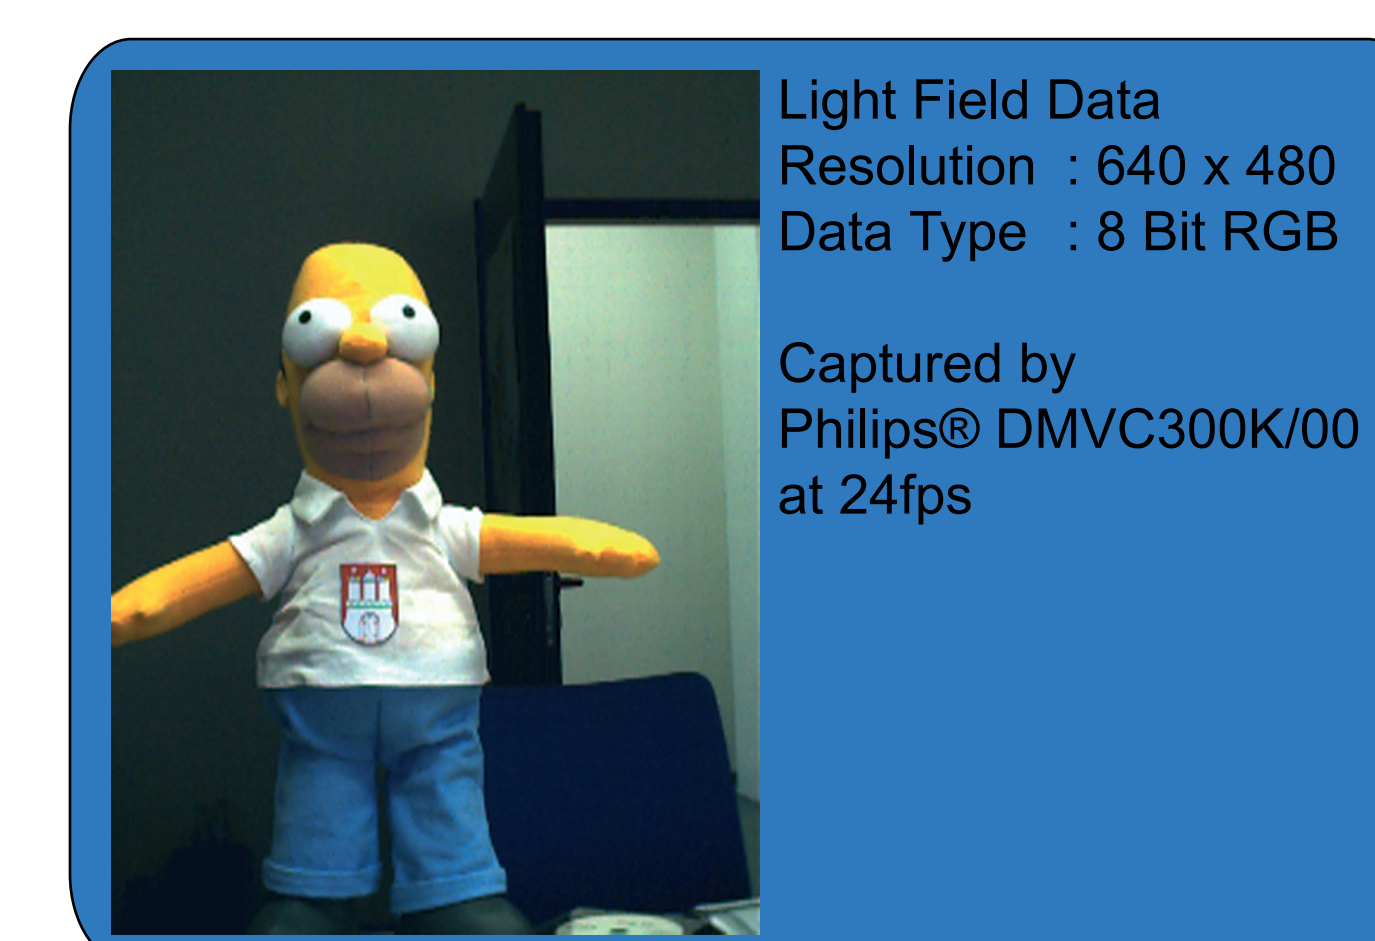 Light Field Data
Resolution : 640 x 480
Data Type : 8 Bit RGB
Captured by
Philips® DMVC300K/00
at 24fps